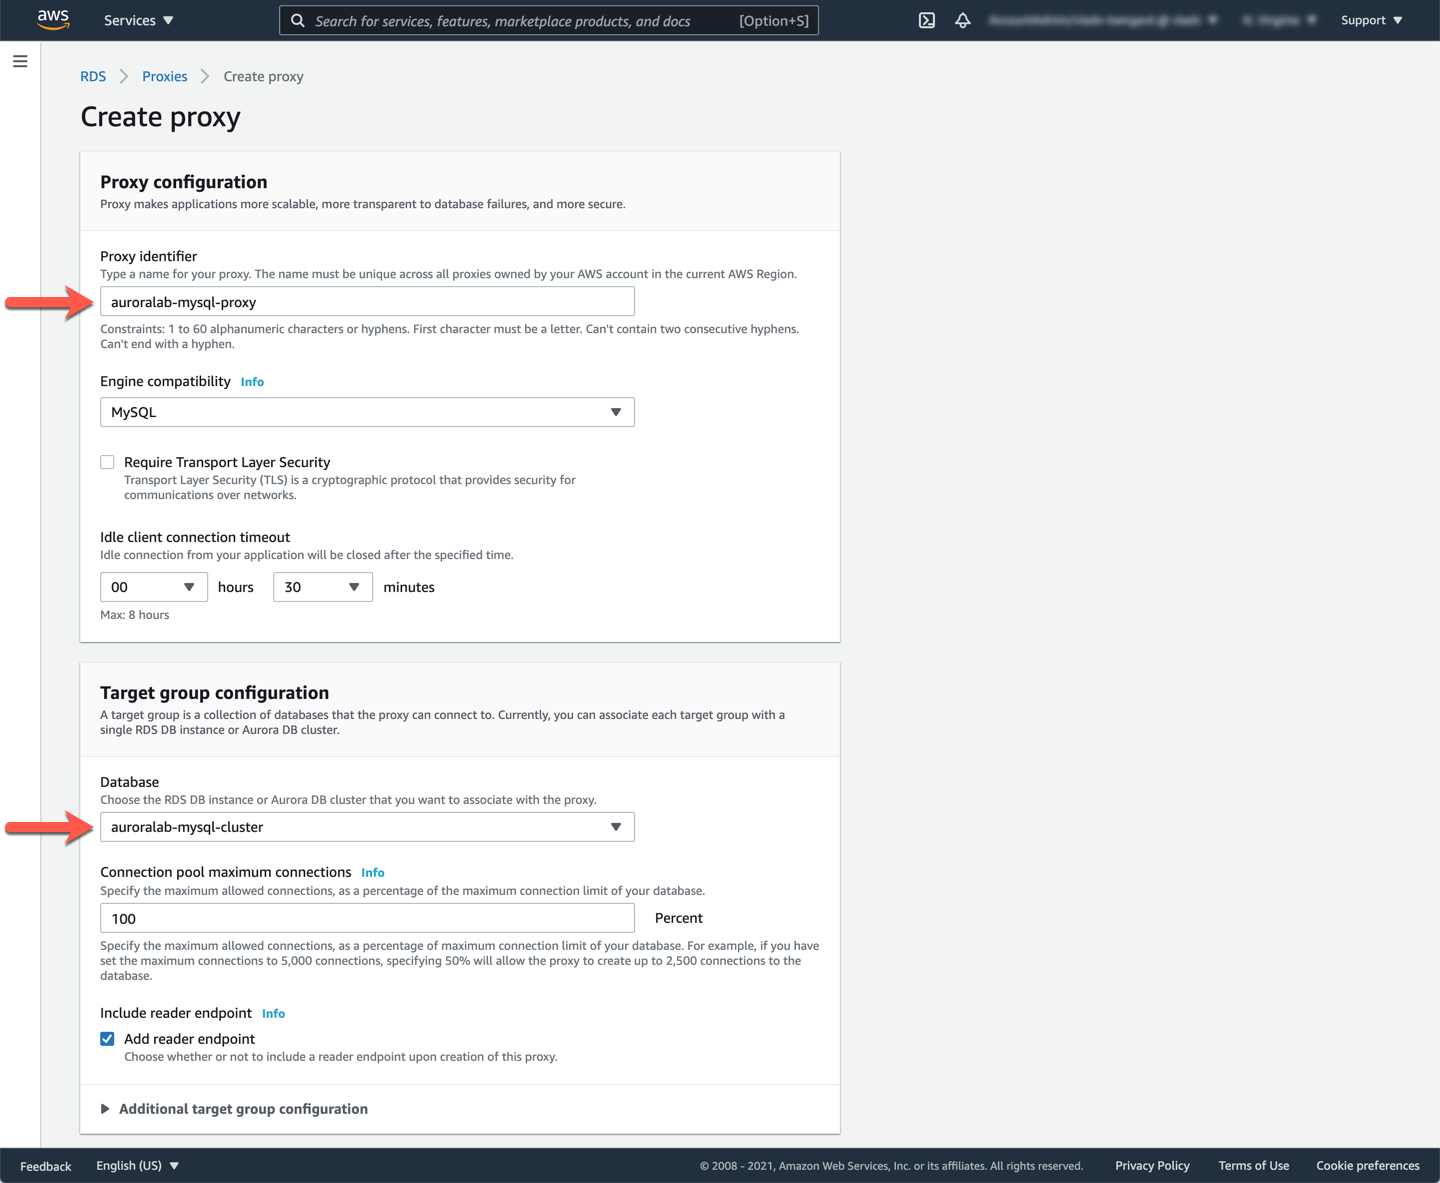 aws Services Search for services, features, marketplace products, and docs [Option+S] Support
RDS Proxies Create proxy
Create proxy
Proxy configuration
Proxy makes applications more scalable, more transparent to database failures, and more secure.
Proxy identifier
Type a name for your proxy. The name must be unique across all proxies owned by your AWS account in the current AWS Region.
auroralab-mysql-proxy
Constraints: 1 to 60 alphanumeric characters or hyphens. First character must be a letter. Can't contain two consecutive hyphens.
Can't end with a hyphen.
Engine compatibility Info
MySQL
Require Transport Layer Security
Transport Layer Security (TLS) is a cryptographic protocol that provides security for
communications over networks.
Idle client connection timeout
Idle connection from your application will be closed after the specified time.
00 hours 30 minutes
Max: 8 hours
Target group configuration
A target group is a collection of databases that the proxy can connect to. Currently, you can associate each target group with a
single RDS DB instance or Aurora DB cluster.
Database
Choose the RDS DB instance or Aurora DB cluster that you want to associate with the proxy.
auroralab-mysql-cluster
Connection pool maximum connections Info
Specify the maximum allowed connections, as a percentage of the maximum connection limit of your database.
100 Percent
Specify the maximum allowed connections, as a percentage of maximum connection limit of your database. For example, if you have
set the maximum connections to 5,000 connections, specifying 50% will allow the proxy to create up to 2,500 connections to the
database.
Include reader endpoint Info
Add reader endpoint
Choose whether or not to include a reader endpoint upon creation of this proxy.
Additional target group configuration
Feedback English (US) © 2008 - 2021, Amazon Web Services, Inc. or its affiliates. All rights reserved. Privacy Policy Terms of Use Cookie preferences